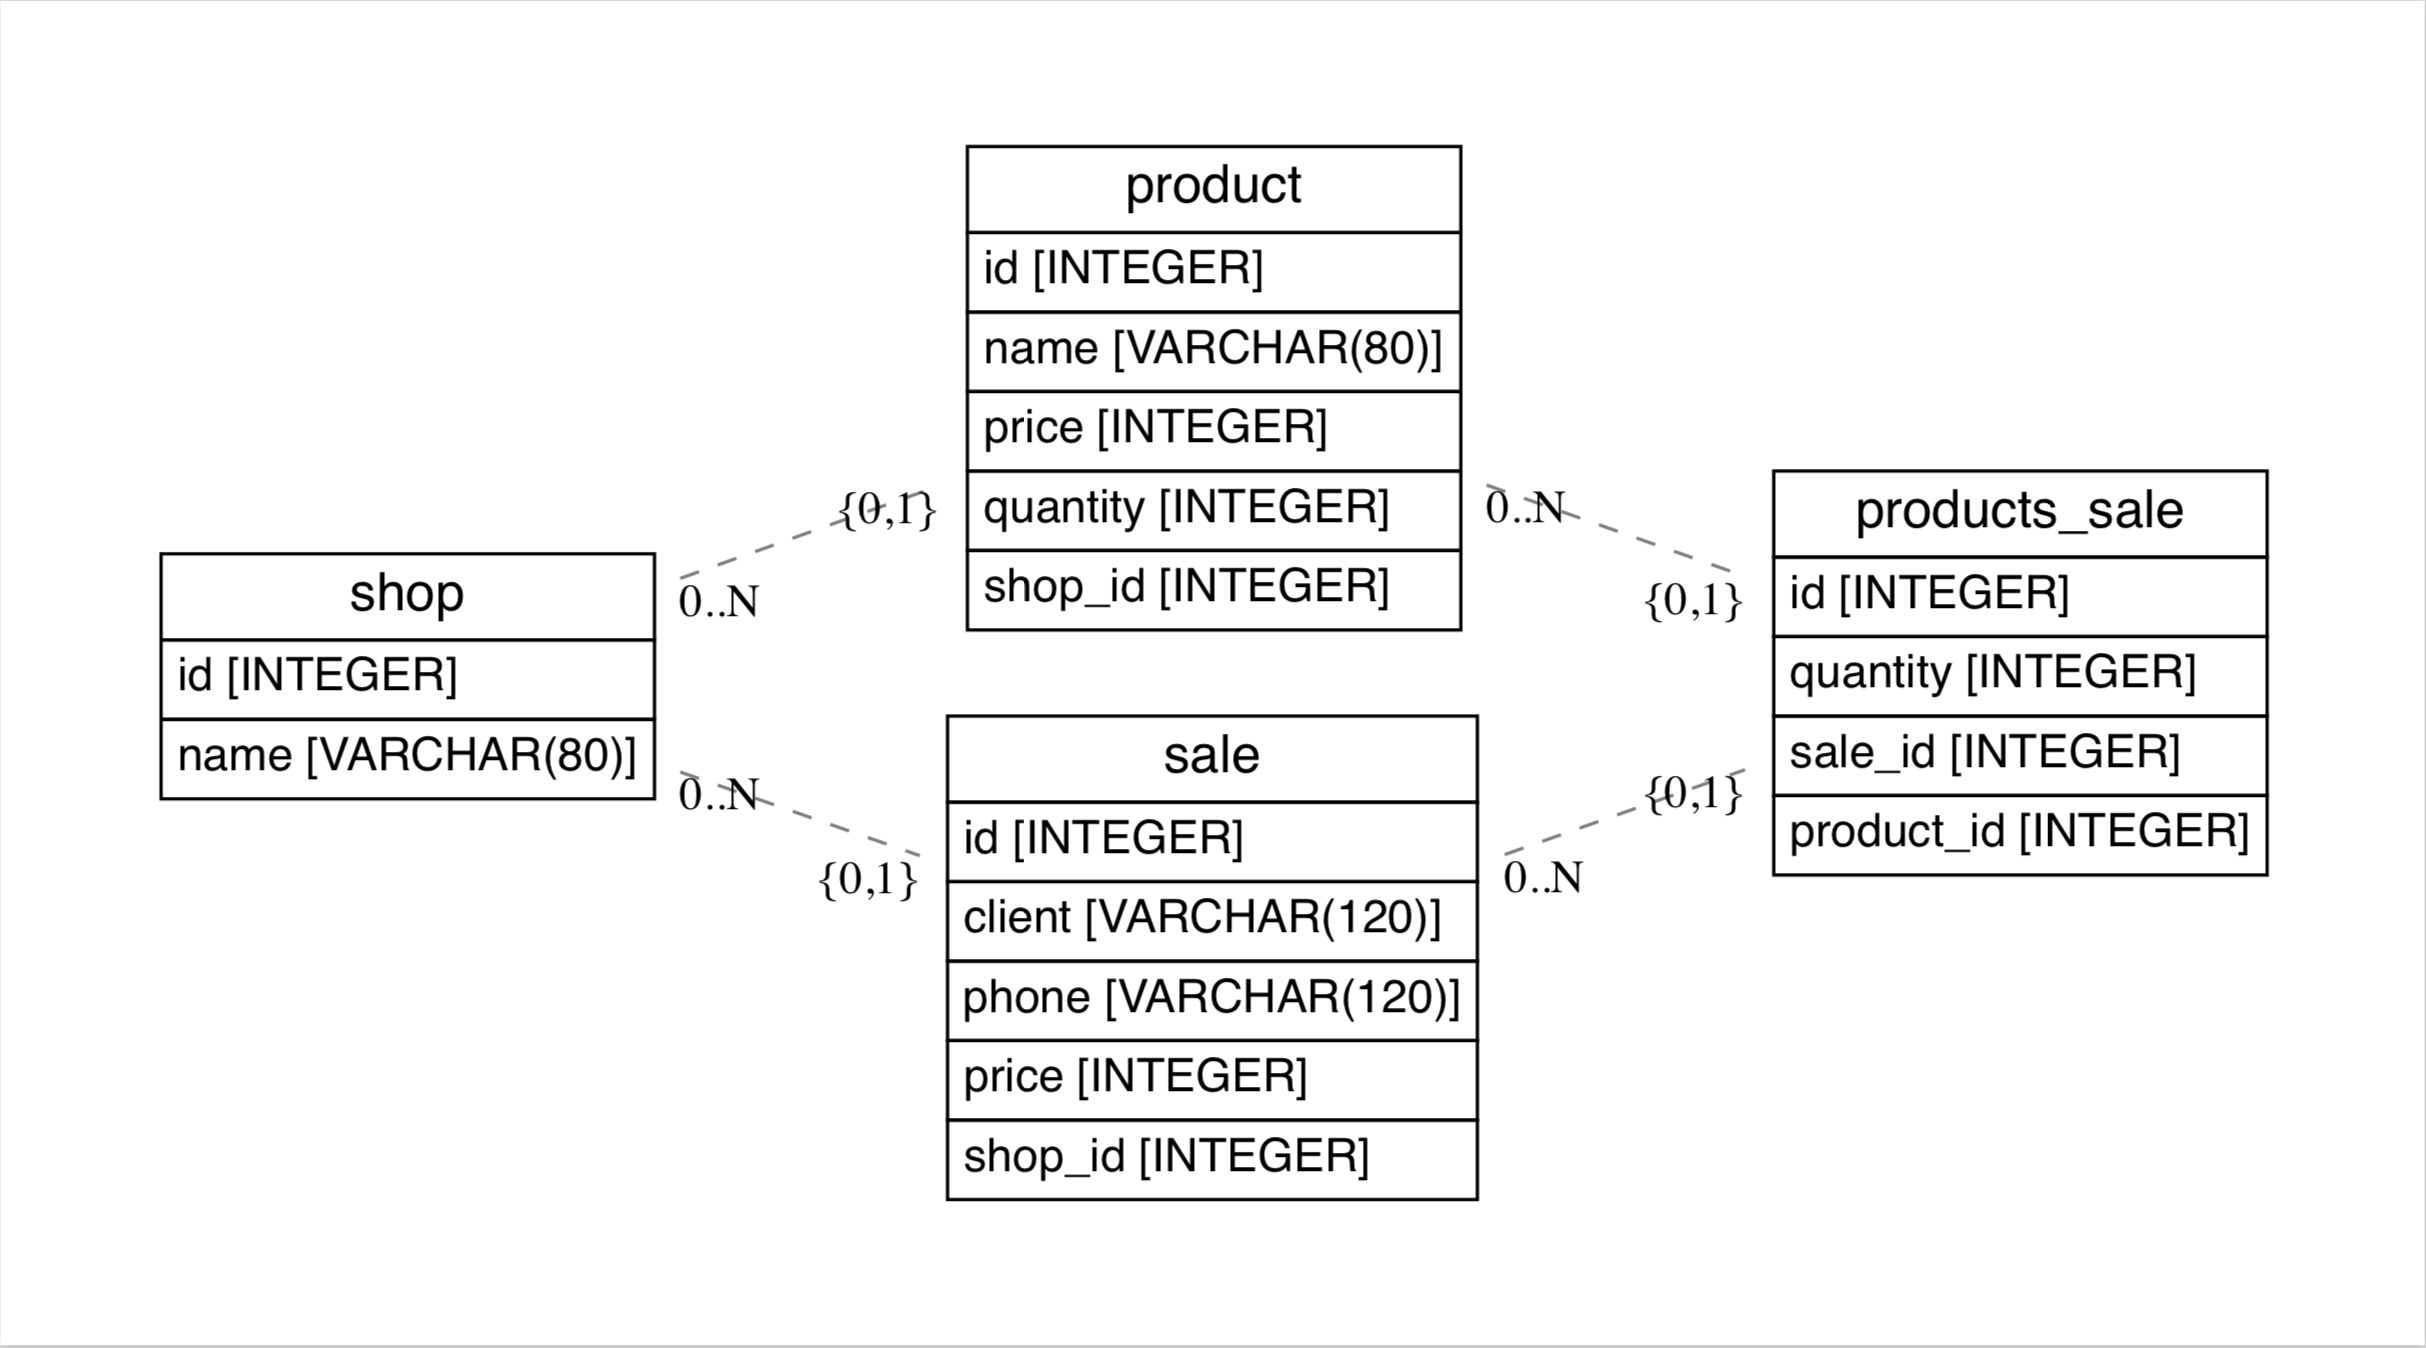 product
id [INTEGER]
name [VARCHAR(80)]
price [INTEGER]
quantity [INTEGER]
shop_id [INTEGER]
{0,1}
0..N
0..N
{0,1}
shop
id [INTEGER]
name [VARCHAR(80)]
products_sale
id [INTEGER]
quantity [INTEGER]
sale_id [INTEGER]
product_id [INTEGER]
0..N
{0,1}
{0,1}
0..N
sale
id [INTEGER]
client [VARCHAR(120)]
phone [VARCHAR(120)]
price [INTEGER]
shop_id [INTEGER]